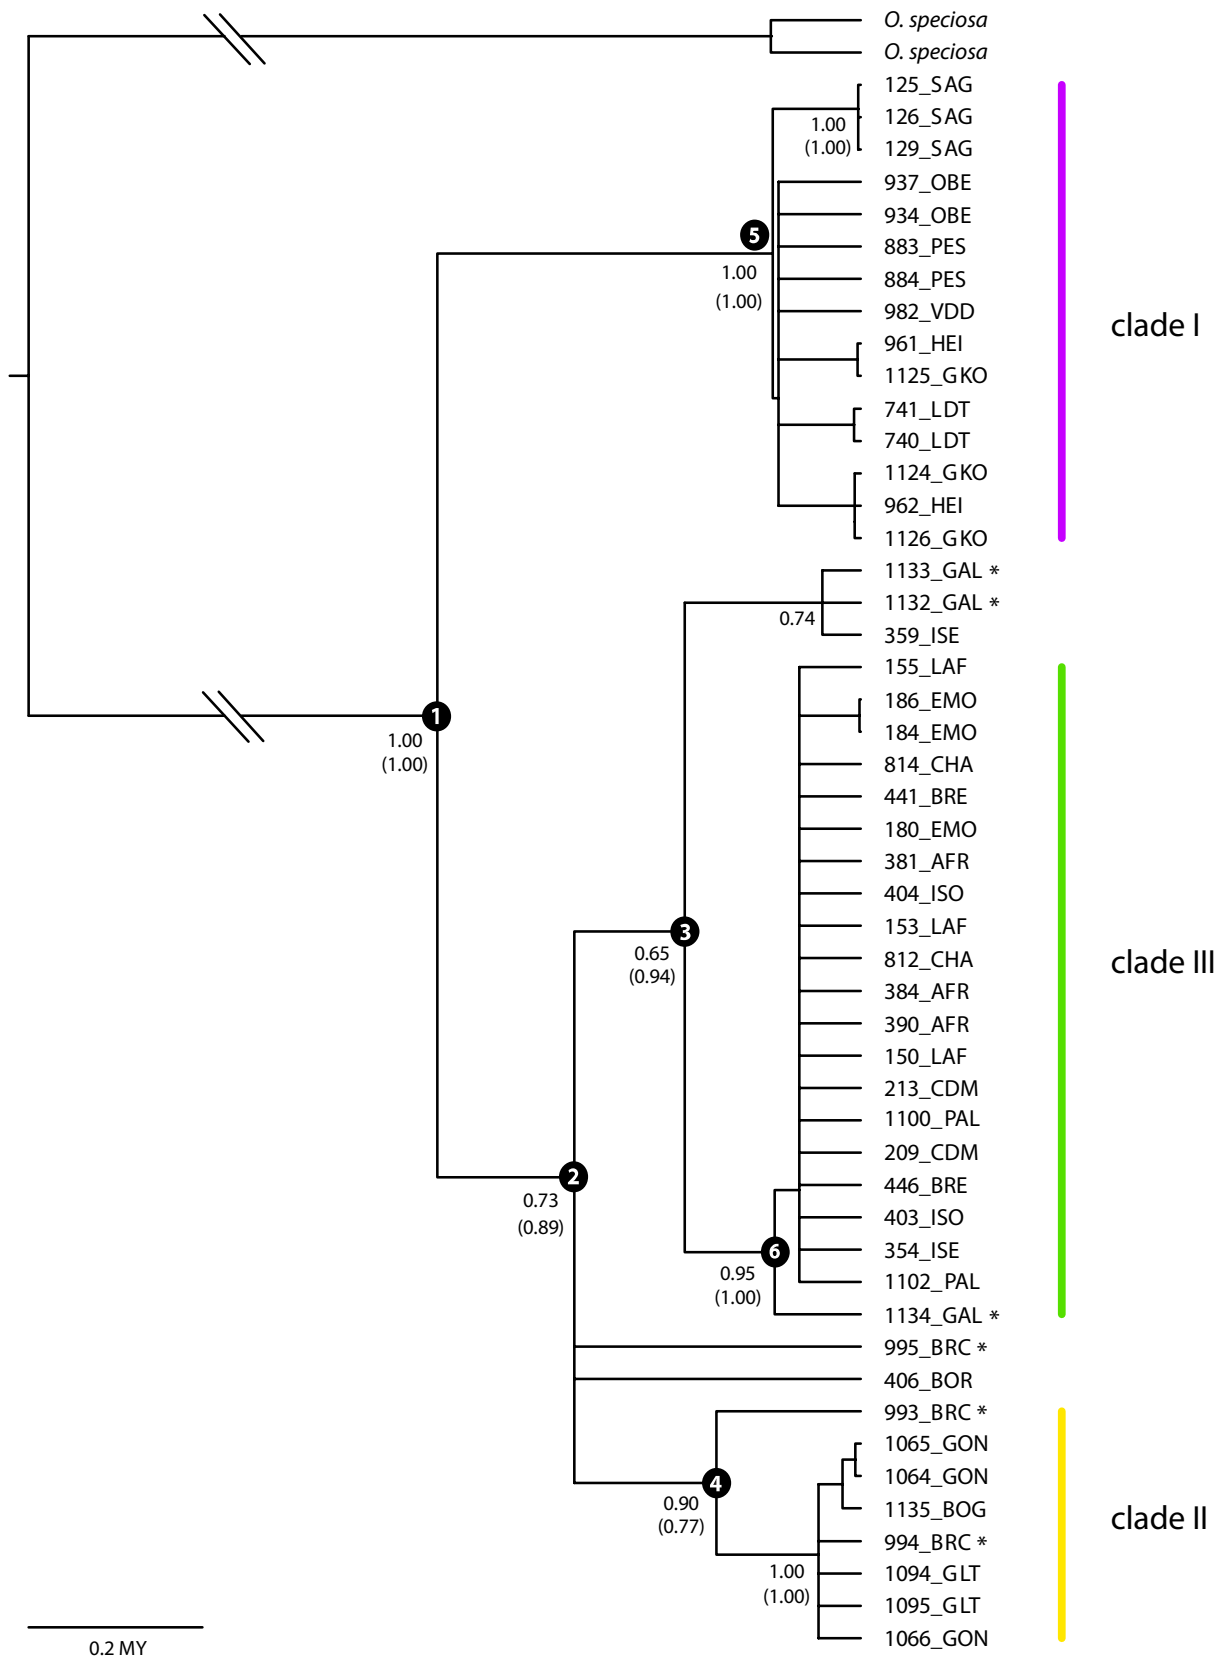 O. speciosa
O. speciosa
125_SAG
126_SAG
1.00
(1.00)
129_SAG
937_OBE
934_OBE
5
883_PES
1.00
884_PES
(1.00)
982_VDD
clade I
961_HEI
1125_GKO
741_LDT
740_LDT
1124_GKO
962_HEI
1126_GKO
1133_GAL *
1132_GAL *
0.74
359_ISE
155_LAF
186_EMO
1
184_EMO
1.00
(1.00)
814_CHA
441_BRE
180_EMO
381_AFR
404_ISO
153_LAF
3
0.65
812_CHA
clade III
(0.94)
384_AFR
390_AFR
150_LAF
213_CDM
1100_PAL
209_CDM
2
446_BRE
0.73
403_ISO
(0.89)
354_ISE
6
0.95
1102_PAL
(1.00)
1134_GAL *
995_BRC *
406_BOR
993_BRC *
1065_GON
1064_GON
4
0.90
1135_BOG
clade II
(0.77)
994_BRC *
1.00
1094_GLT
(1.00)
1095_GLT
1066_GON
0.2 MY